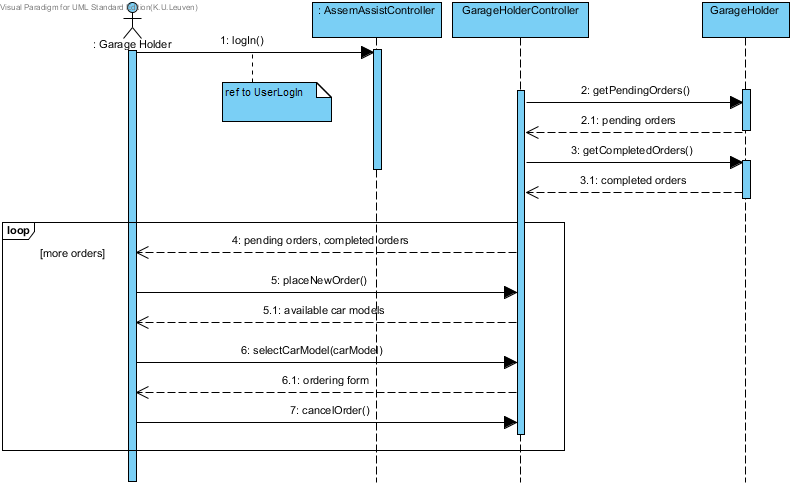 Visual Paradigm for UML Standard Edition(K.U.Leuven)
: AssemAssistController
GarageHolderController
GarageHolder
: Garage Holder
1: logIn()
ref to UserLogIn
2: getPendingOrders()
2.1: pending orders
3: getCompletedOrders()
3.1: completed orders
loop
[more orders]
4: pending orders, completed orders
5: placeNewOrder()
5.1: available car models
6: selectCarModel(carModel)
6.1: ordering form
7: cancelOrder()